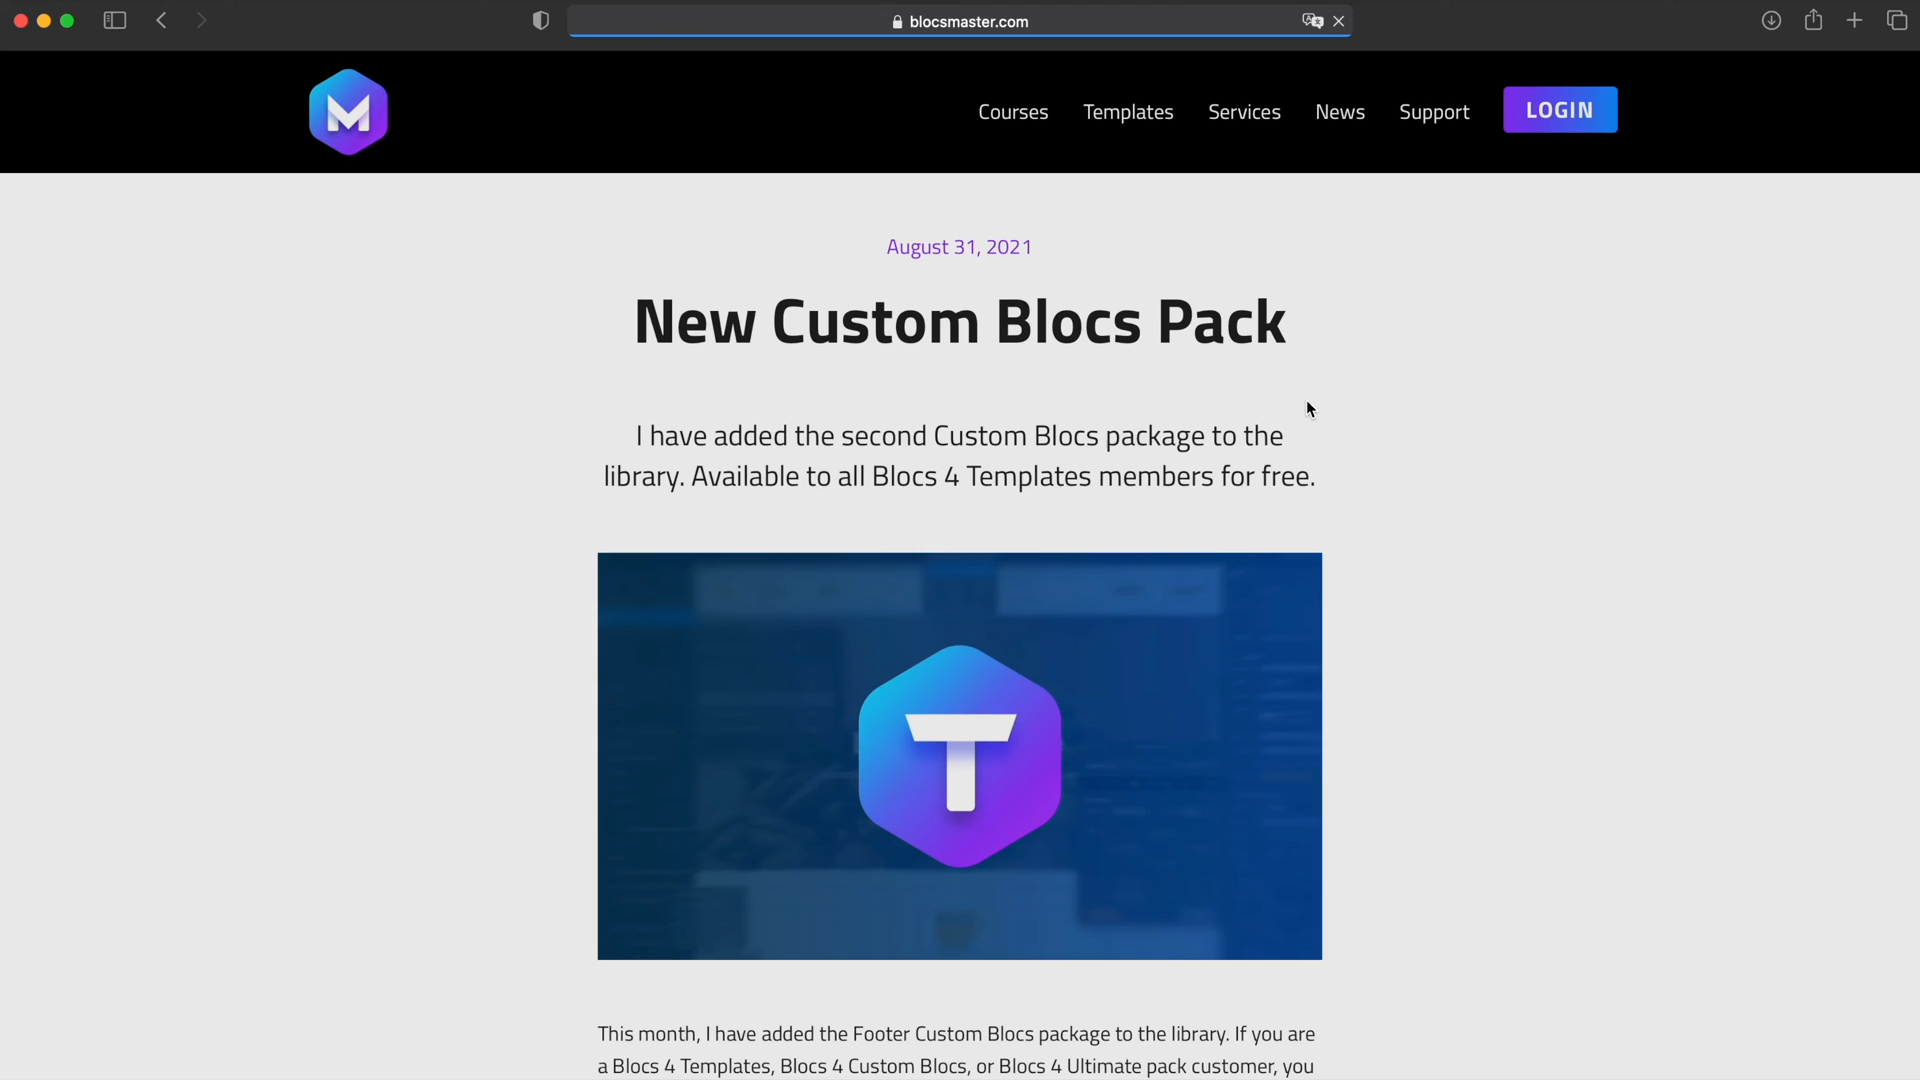 blocsmaster.com
M
Courses Templates Services News Support LOGIN
August 31, 2021
New Custom Blocs Pack
I have added the second Custom Blocs package to the
library. Available to all Blocs 4 Templates members for free.
T
This month, I have added the Footer Custom Blocs package to the library. If you are
a Blocs 4 Templates, Blocs 4 Custom Blocs, or Blocs 4 Ultimate pack customer, you